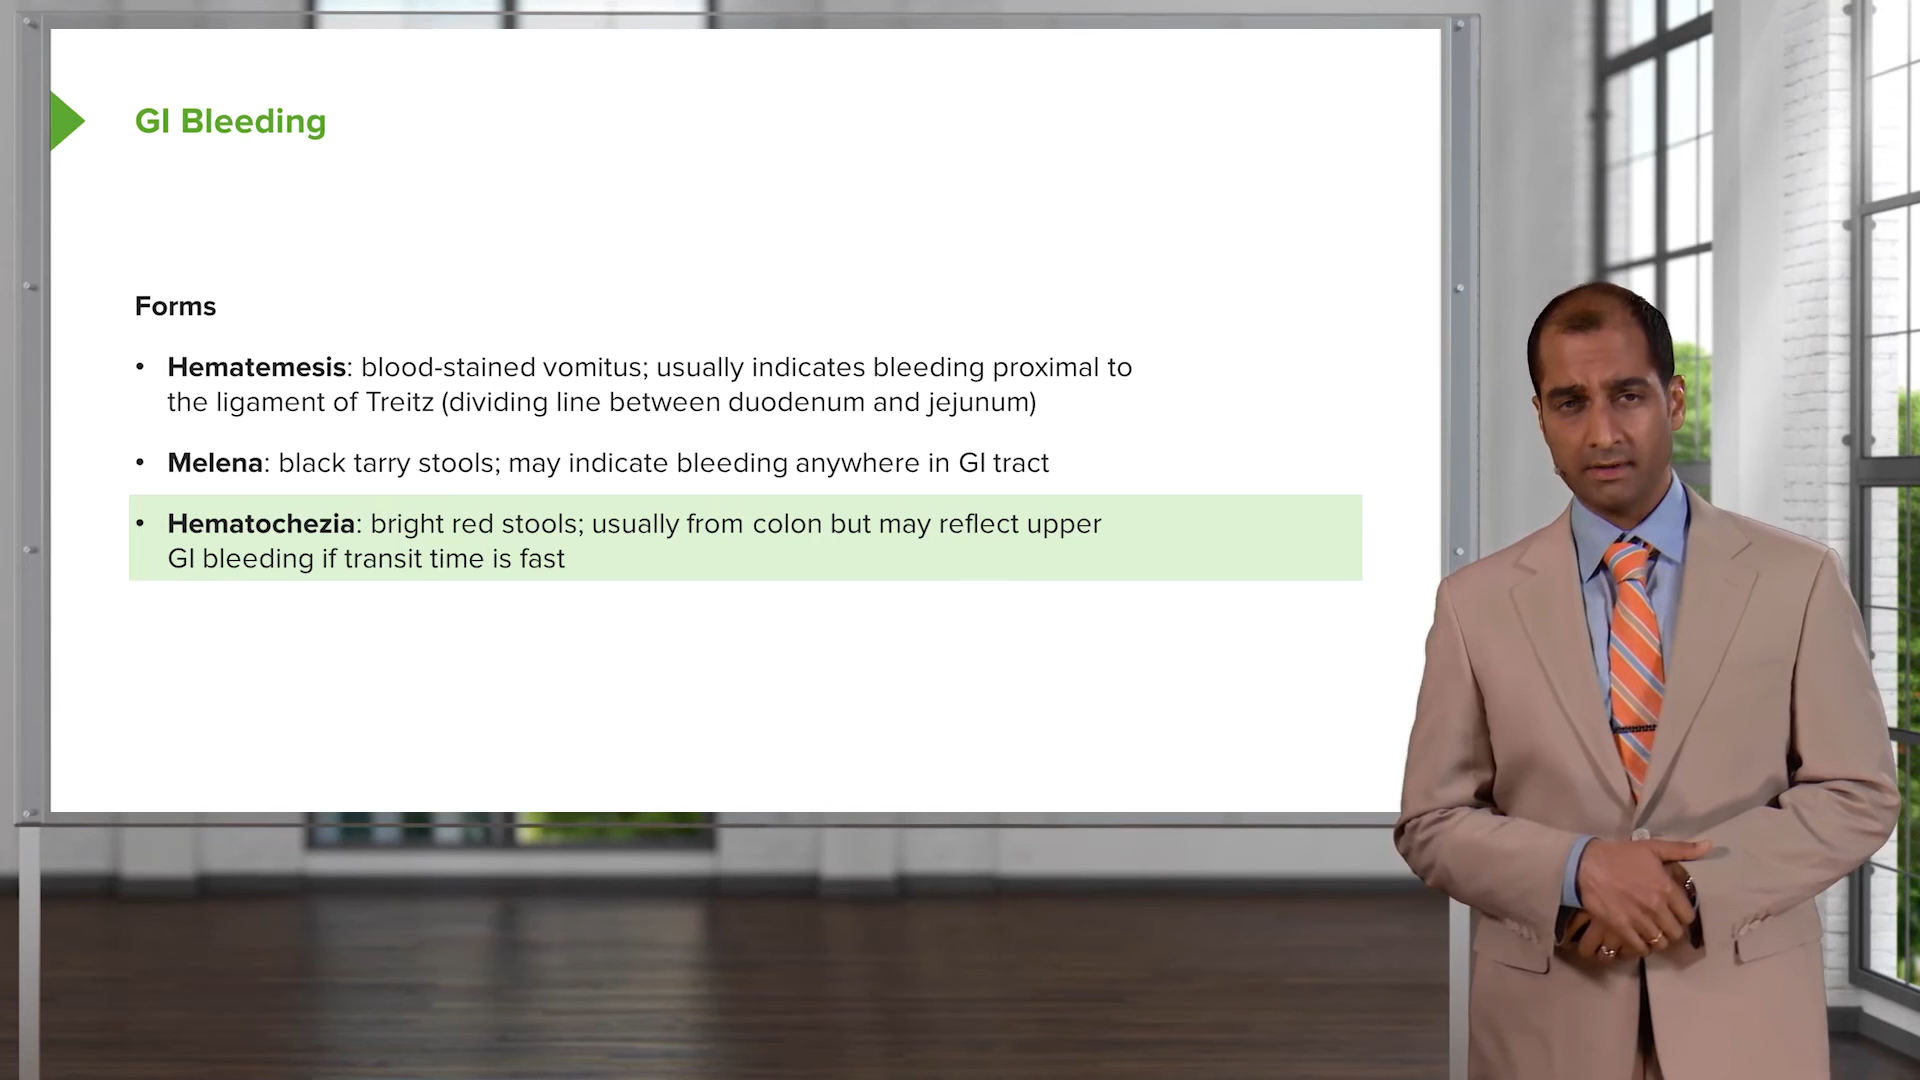 GI Bleeding
Forms
• Hematemesis: blood-stained vomitus; usually indicates bleeding proximal to
the ligament of Treitz (dividing line between duodenum and jejunum)
• Melena: black tarry stools; may indicate bleeding anywhere in GI tract
• Hematochezia: bright red stools; usually from colon but may reflect upper
GI bleeding if transit time is fast